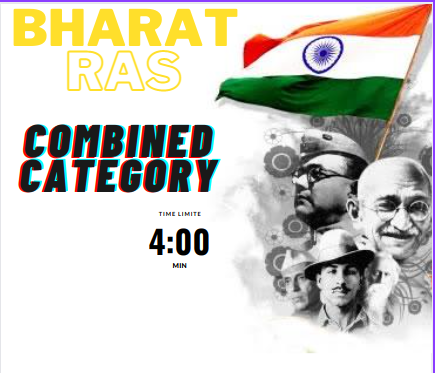 BHARAT
RAS
COMBINED
CATEGORY
TIME LIMITE
4:00
MIN